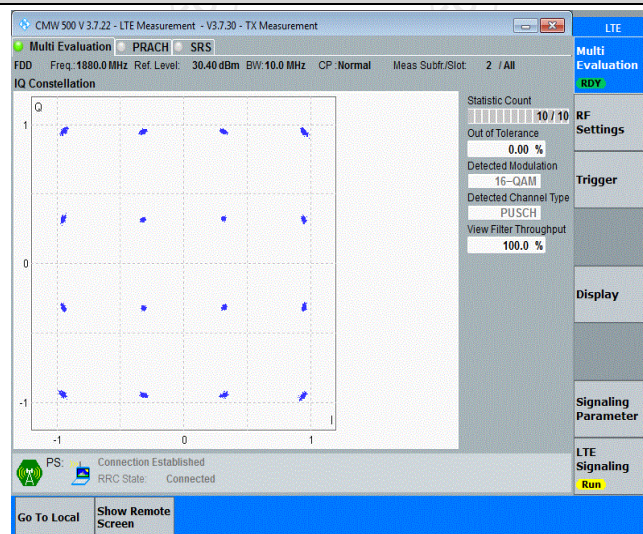 CMW 500 V 3.7.22 - LTE Measurement - V3.7.30 - TX Measurement
LTE
Multi Evaluation PRACH SRS
Multi
Evaluation
RDY
FDD Freq.:1880.0 MHz Ref. Level: 30.40 dBm BW:10.0 MHz CP :Normal Meas Subfr./Slot: 2 / All
IQ Constellation
Q
1
0
-1
I
-1 0 1
Statistic Count
10 / 10
Out of Tolerance
0.00 %
Detected Modulation
16-QAM
Detected Channel Type
PUSCH
View Filter Throughput
100.0 %
RF
Settings
Trigger
Display
Signaling
Parameter
LTE
Signaling
Run
PS: Connection Established
RRC State: Connected
Go To Local
Show Remote
Screen